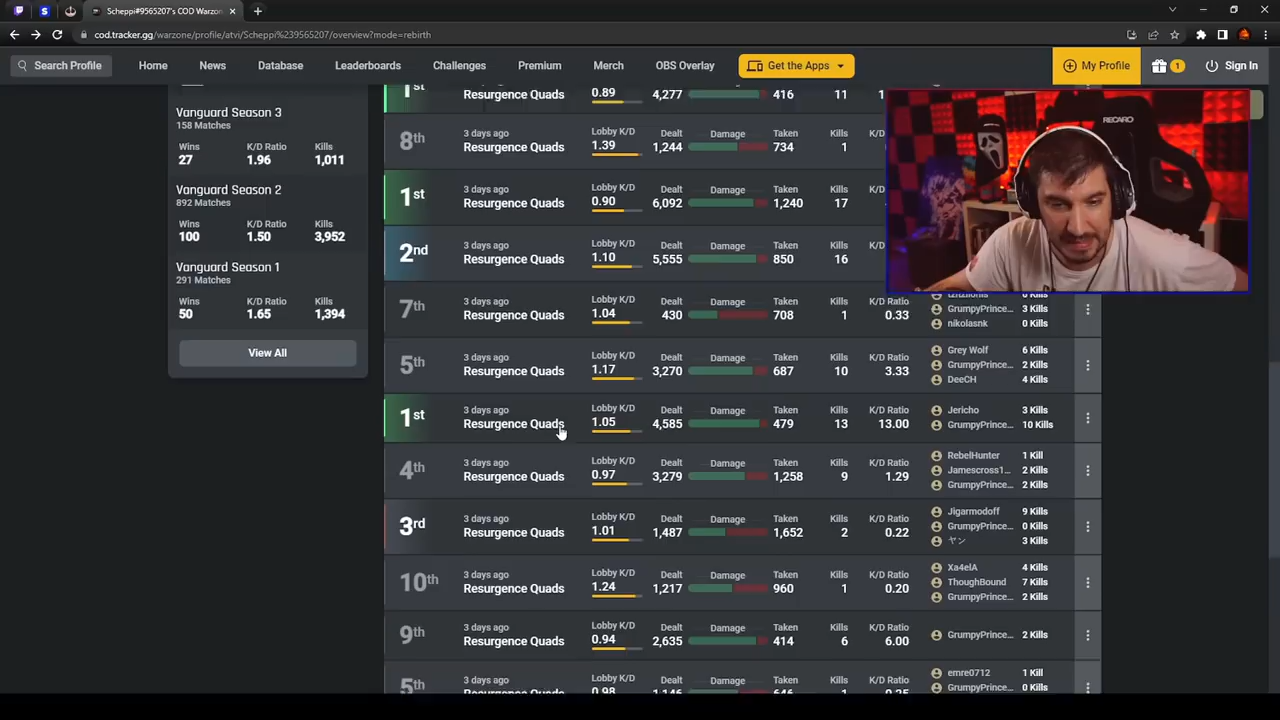 Scheppi#9565207's COD Warzon
cod.tracker.gg/warzone/profile/atvi/Scheppi%239565207/overview?mode=rebirth
Search Profile Home News Database Leaderboards Challenges Premium Merch OBS Overlay Get the Apps My Profile 1 Sign In
Vanguard Season 3
158 Matches
Wins K/D Ratio Kills
27 1.96 1,011
Vanguard Season 2
892 Matches
Wins K/D Ratio Kills
100 1.50 3,952
Vanguard Season 1
291 Matches
Wins K/D Ratio Kills
50 1.65 1,394
View All
1st Resurgence Quads 0.89 4,277 416 11
8th 3 days ago Lobby K/D Dealt Damage Taken Kills
Resurgence Quads 1.39 1,244 734 1
1st 3 days ago Lobby K/D Dealt Damage Taken Kills
Resurgence Quads 0.90 6,092 1,240 17
2nd 3 days ago Lobby K/D Dealt Damage Taken Kills
Resurgence Quads 1.10 5,555 850 16
7th 3 days ago Lobby K/D Dealt Damage Taken Kills
Resurgence Quads 1.04 430 708 1 0.33
GrumpyPrince... 3 Kills
nikolasnk 0 Kills
5th 3 days ago Lobby K/D Dealt Damage Taken Kills K/D Ratio
Resurgence Quads 1.17 3,270 687 10 3.33
Grey Wolf 6 Kills
GrumpyPrince... 2 Kills
DeeCH 4 Kills
1st 3 days ago Lobby K/D Dealt Damage Taken Kills K/D Ratio
Resurgence Quads 1.05 4,585 479 13 13.00
Jericho 3 Kills
GrumpyPrince... 10 Kills
4th 3 days ago Lobby K/D Dealt Damage Taken Kills K/D Ratio
Resurgence Quads 0.97 3,279 1,258 9 1.29
RebelHunter 1 Kill
Jamescross1... 2 Kills
GrumpyPrince... 2 Kills
3rd 3 days ago Lobby K/D Dealt Damage Taken Kills K/D Ratio
Resurgence Quads 1.01 1,487 1,652 2 0.22
Jigarmodoff 9 Kills
GrumpyPrince... 0 Kills
ヤン 3 Kills
10th 3 days ago Lobby K/D Dealt Damage Taken Kills K/D Ratio
Resurgence Quads 1.24 1,217 960 1 0.20
Xa4elA 4 Kills
ThoughBound 7 Kills
GrumpyPrince... 2 Kills
9th 3 days ago Lobby K/D Dealt Damage Taken Kills K/D Ratio
Resurgence Quads 0.94 2,635 414 6 6.00
GrumpyPrince... 2 Kills
5th 3 days ago Lobby K/D Dealt Damage Taken Kills K/D Ratio
Resurgence Quads 0.98 1,146 646 1 0.25
emre0712 1 Kill
GrumpyPrince... 0 Kills
RECARO